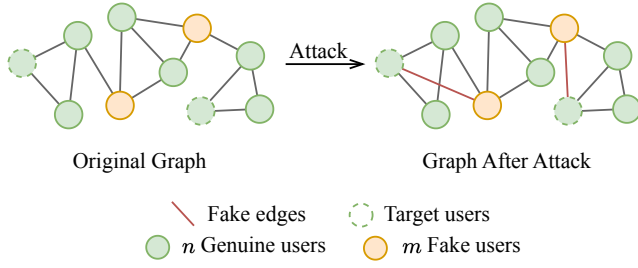 Attack
Original Graph
Graph After Attack
Fake edges
Target users
n Genuine users
m Fake users